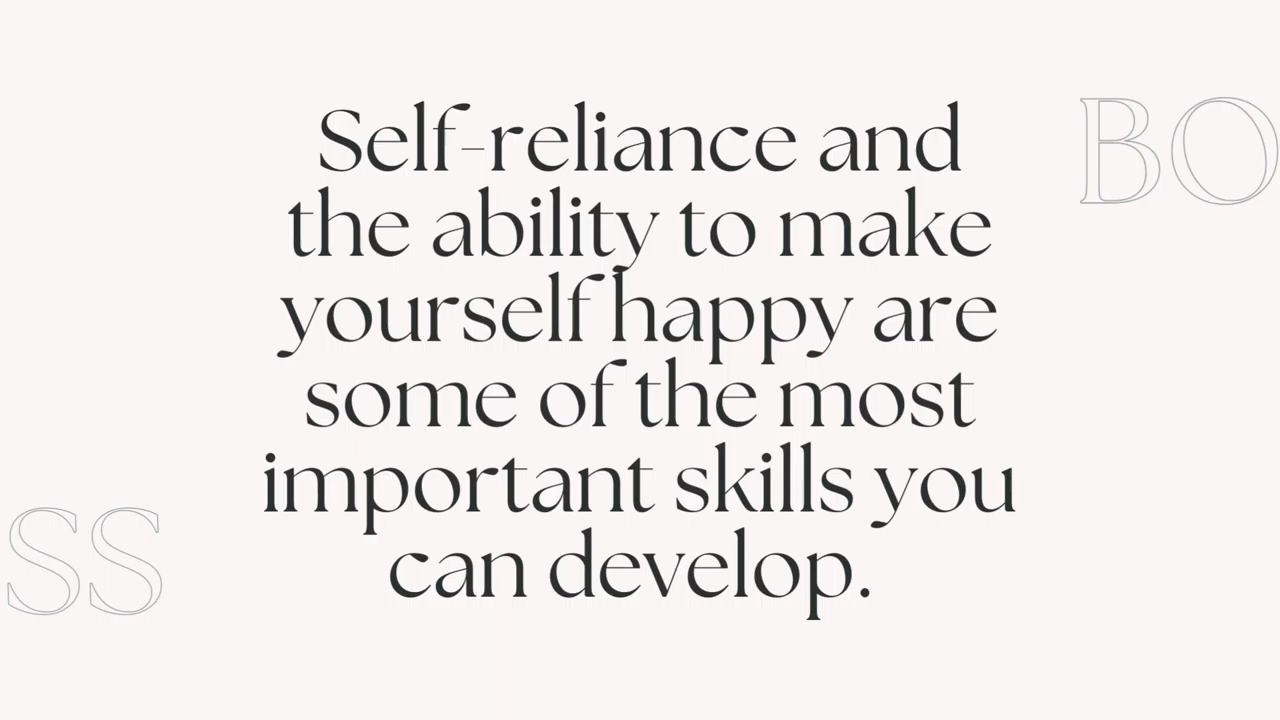 Self-reliance and
the ability to make
yourself happy are
some of the most
important skills you
can develop.
BO
SS